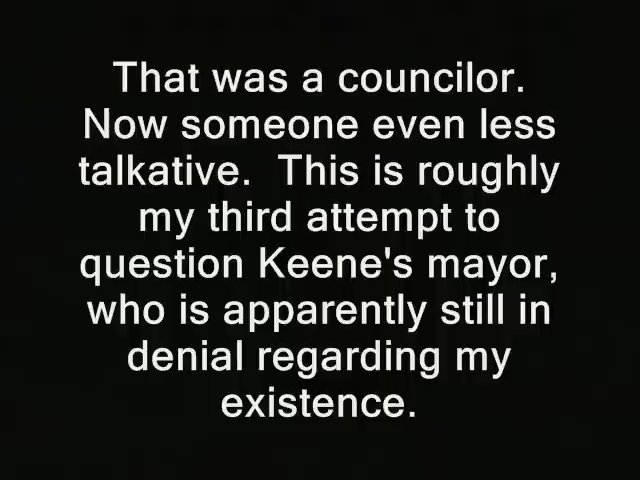 That was a councilor.
Now someone even less
talkative.  This is roughly
my third attempt to
question Keene's mayor,
who is apparently still in
denial regarding my
existence.